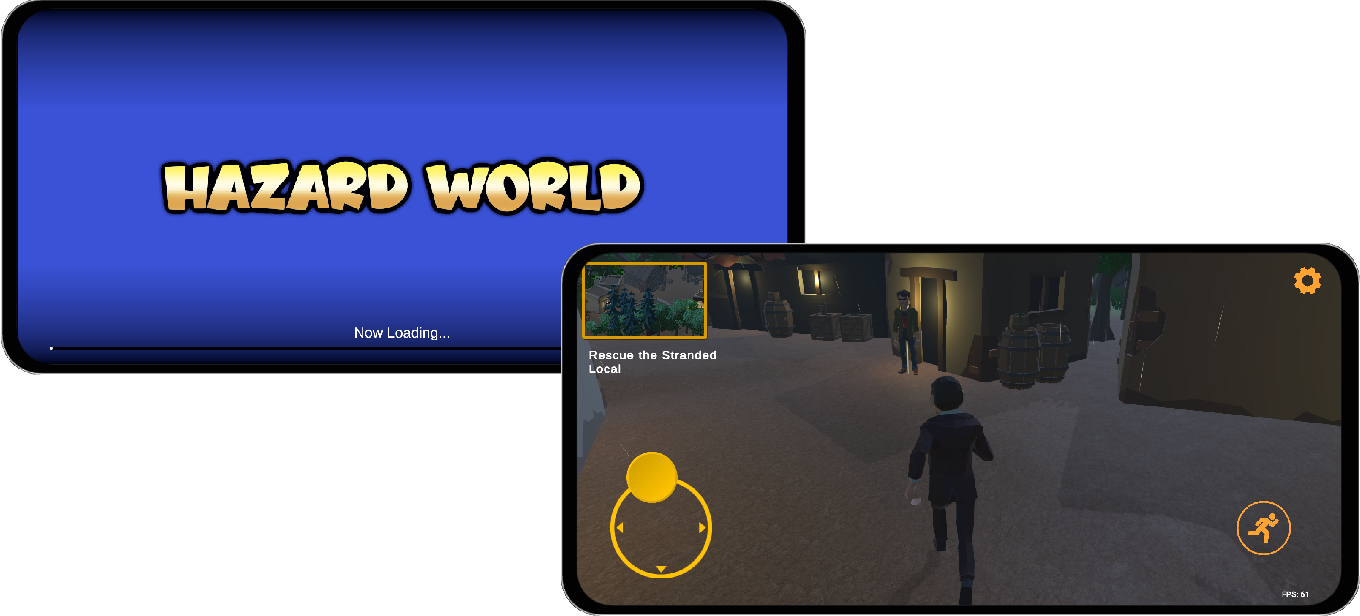 HAZARD WORLD
Now Loading...
Rescue the Stranded
Local
FPS: 61